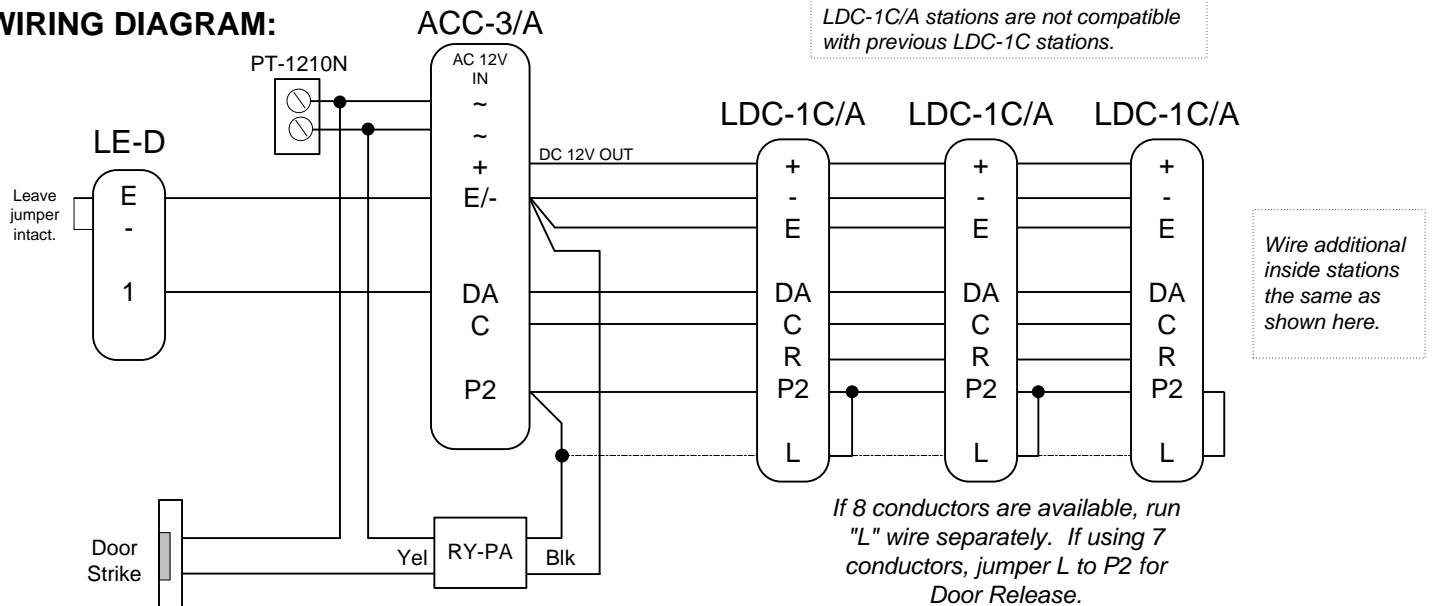 WIRING DIAGRAM:
ACC-3/A
LDC-1C/A stations are not compatible
with previous LDC-1C stations.
PT-1210N
AC 12V
IN
~
~
+
E/-
DA
C
P2
DC 12V OUT
LE-D
E
-
1
Leave
jumper
intact.
LDC-1C/A
+
-
E
DA
C
R
P2
L
LDC-1C/A
+
-
E
DA
C
R
P2
L
LDC-1C/A
+
-
E
DA
C
R
P2
L
Wire additional
inside stations
the same as
shown here.
If 8 conductors are available, run
"L" wire separately. If using 7
conductors, jumper L to P2 for
Door Release.
Door
Strike
Yel
RY-PA
Blk